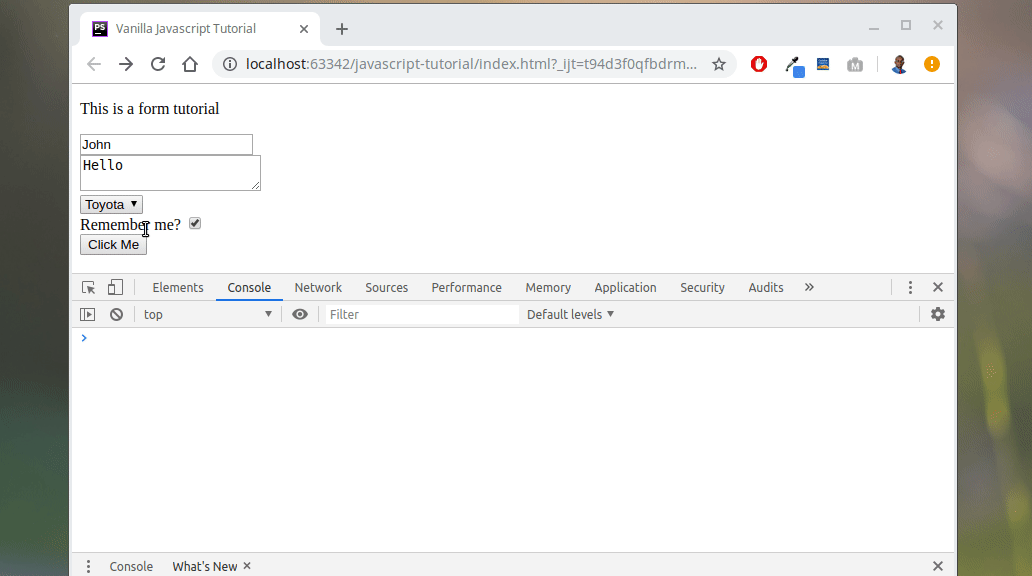 PS Vanilla Javascript Tutorial
localhost:63342/javascript-tutorial/index.html?_ijt=t94d3f0qfbdrm...
M
This is a form tutorial
John
Hello
Toyota
Remember me?
Click Me
Elements Console Network Sources Performance Memory Application Security Audits
top Filter Default levels
Console What's New